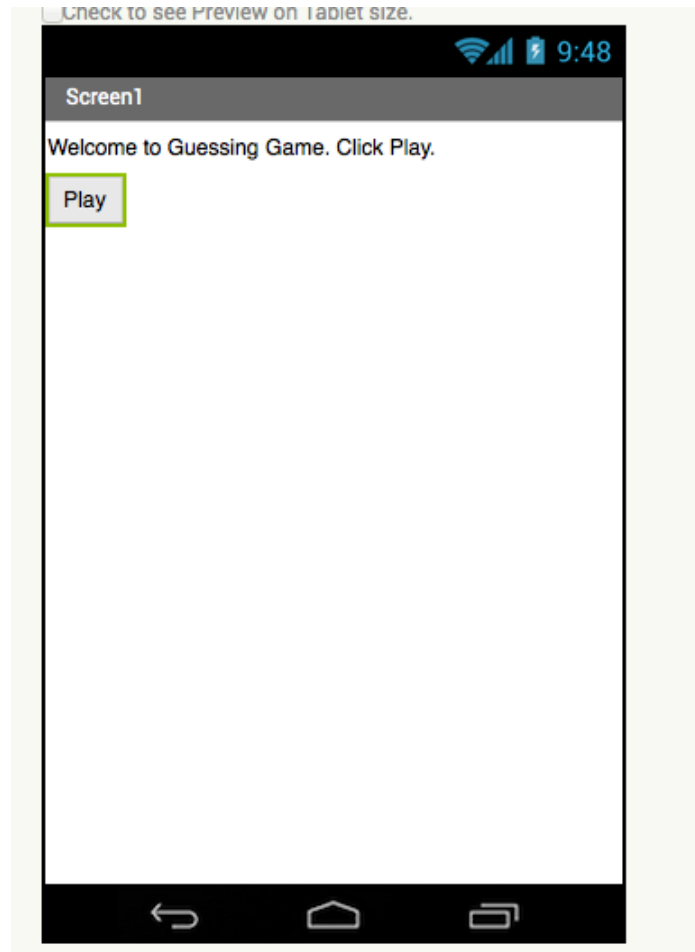 Check to see Preview on Tablet size.
9:48
Screen1
Welcome to Guessing Game. Click Play.
Play